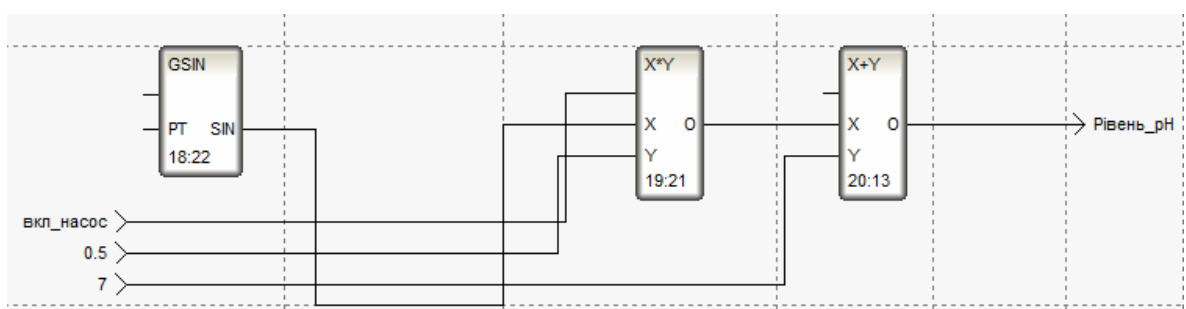 GSIN
PT SIN
18:22
X*Y
X O
Y
19:21
X+Y
X O
Y
20:13
Рівень_рН
вкл_насос
0.5
7